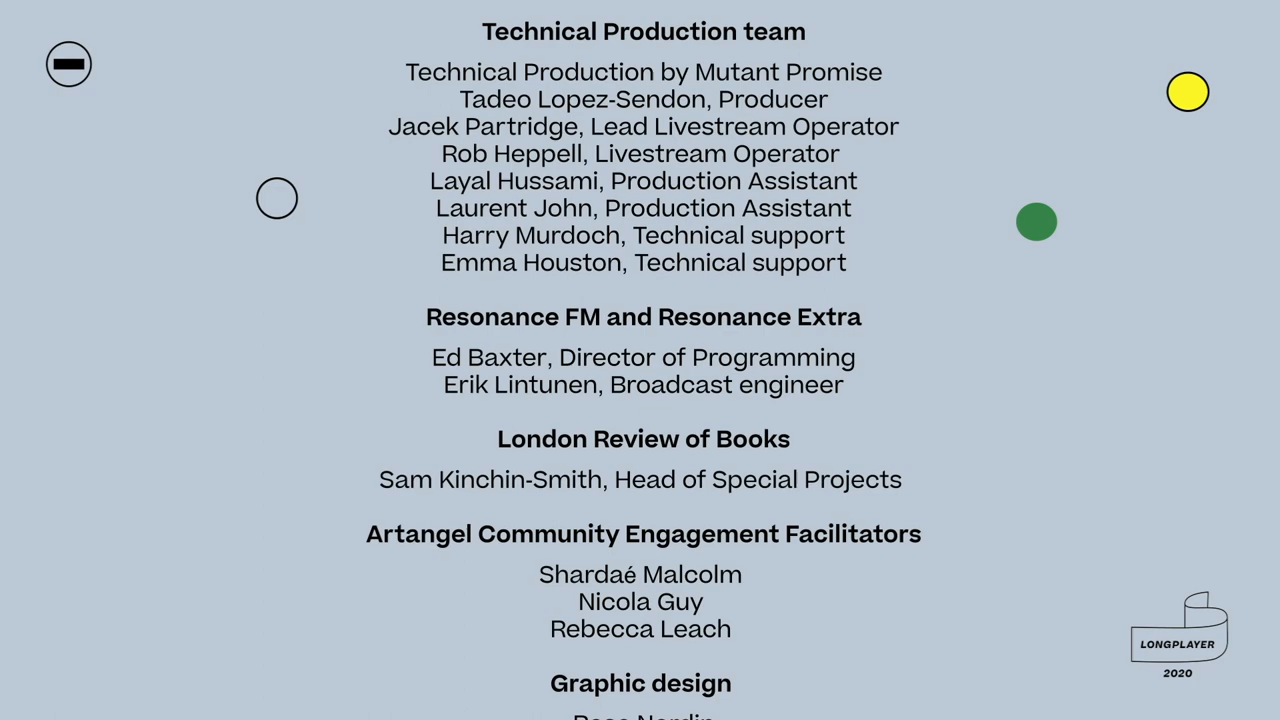 Technical Production team
Technical Production by Mutant Promise
Tadeo Lopez-Sendon, Producer
Jacek Partridge, Lead Livestream Operator
Rob Heppell, Livestream Operator
Layal Hussami, Production Assistant
Laurent John, Production Assistant
Harry Murdoch, Technical support
Emma Houston, Technical support
Resonance FM and Resonance Extra
Ed Baxter, Director of Programming
Erik Lintunen, Broadcast engineer
London Review of Books
Sam Kinchin-Smith, Head of Special Projects
Artangel Community Engagement Facilitators
Shardaé Malcolm
Nicola Guy
Rebecca Leach
Graphic design
LONGPLAYER
2020